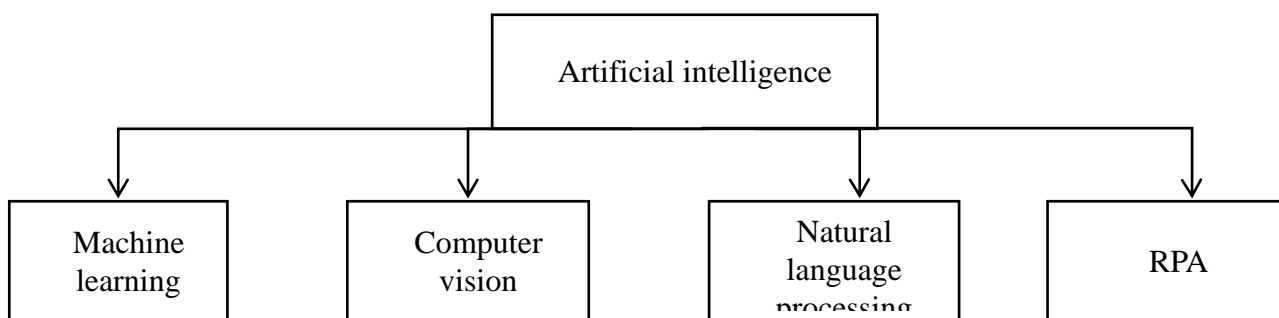 Artificial intelligence
Machine
learning
Computer
vision
Natural
language
processing
RPA